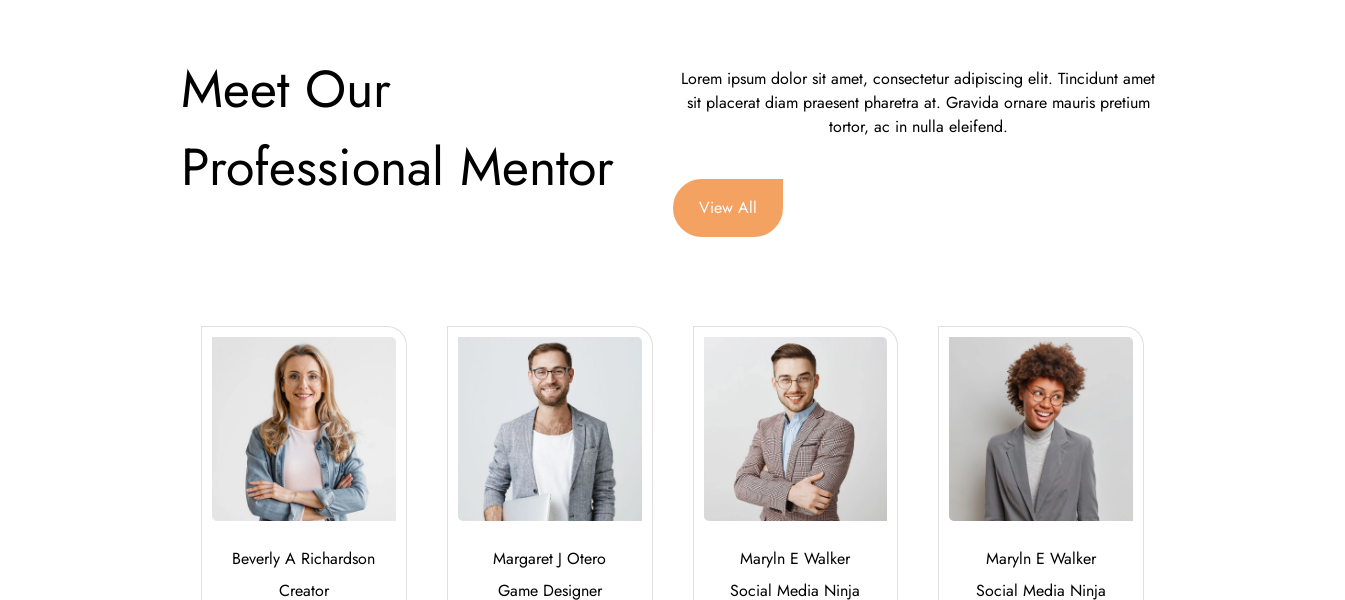 Meet Our
Professional Mentor
Lorem ipsum dolor sit amet, consectetur adipiscing elit. Tincidunt amet
sit placerat diam praesent pharetra at. Gravida ornare mauris pretium
tortor, ac in nulla eleifend.
View All
Beverly A Richardson
Creator
Margaret J Otero
Game Designer
Maryln E Walker
Social Media Ninja
Maryln E Walker
Social Media Ninja